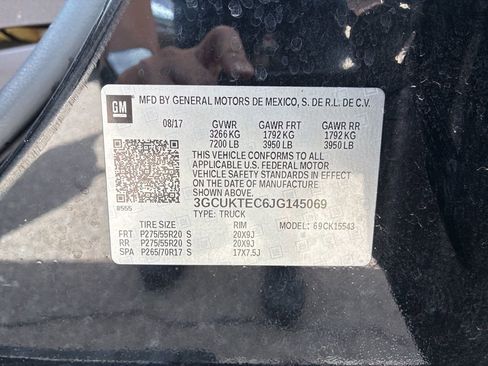 GM
MFD BY GENERAL MOTORS DE MEXICO, S. DE R.L. DE C.V.
08/17 GVWR GAWR FRT GAWR RR
3266 KG 1792 KG 1792 KG
7200 LB 3950 LB 3950 LB
THIS VEHICLE CONFORMS TO ALL
APPLICABLE U.S. FEDERAL MOTOR
VEHICLE SAFETY STANDARDS IN EFFECT
ON THE DATE OF MANUFACTURE
SHOWN ABOVE.
8555 3GCUKTEC6JG145069
TYPE: TRUCK
TIRE SIZE RIM MODEL: 69CK15543
FRT P275/55R20 S 20X9J
RR P275/55R20 S 20X9J
SPA P265/70R17 S 17X7.5J